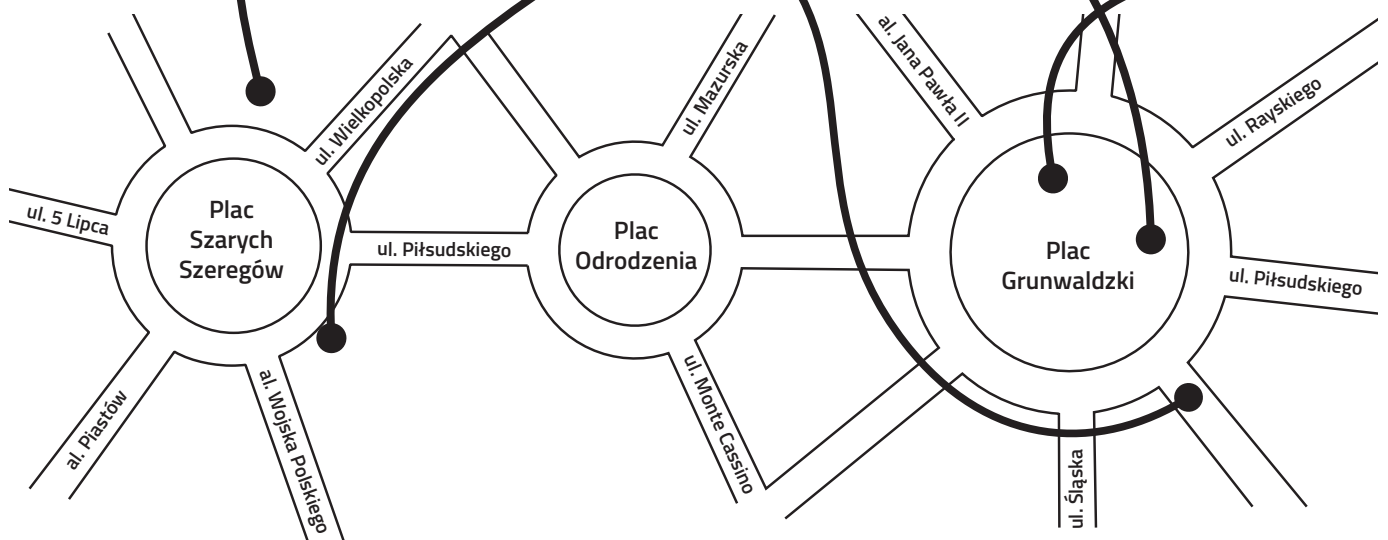 ul. Wielkopolska
ul. 5 Lipca
Plac
Szarych
Szeregów
al. Piastów
al. Wojska Polskiego
ul. Piłsudskiego
ul. Mazurska
Plac
Odrodzenia
ul. Monte Cassino
al. Jana Pawła II
ul. Rayskiego
Plac
Grunwaldzki
ul. Piłsudskiego
ul. Śląska